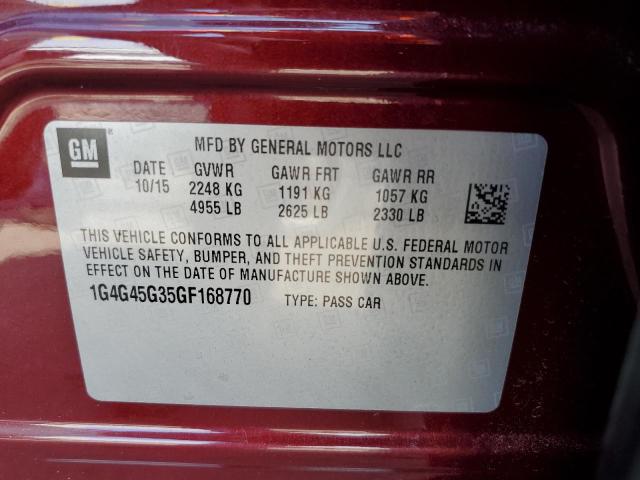 GM
MFD BY GENERAL MOTORS LLC
DATE GVWR GAWR FRT GAWR RR
10/15 2248 KG 1191 KG 1057 KG
4955 LB 2625 LB 2330 LB
THIS VEHICLE CONFORMS TO ALL APPLICABLE U.S. FEDERAL MOTOR
VEHICLE SAFETY, BUMPER, AND THEFT PREVENTION STANDARDS IN
EFFECT ON THE DATE OF MANUFACTURE SHOWN ABOVE.
1G4G45G35GF168770 TYPE: PASS CAR